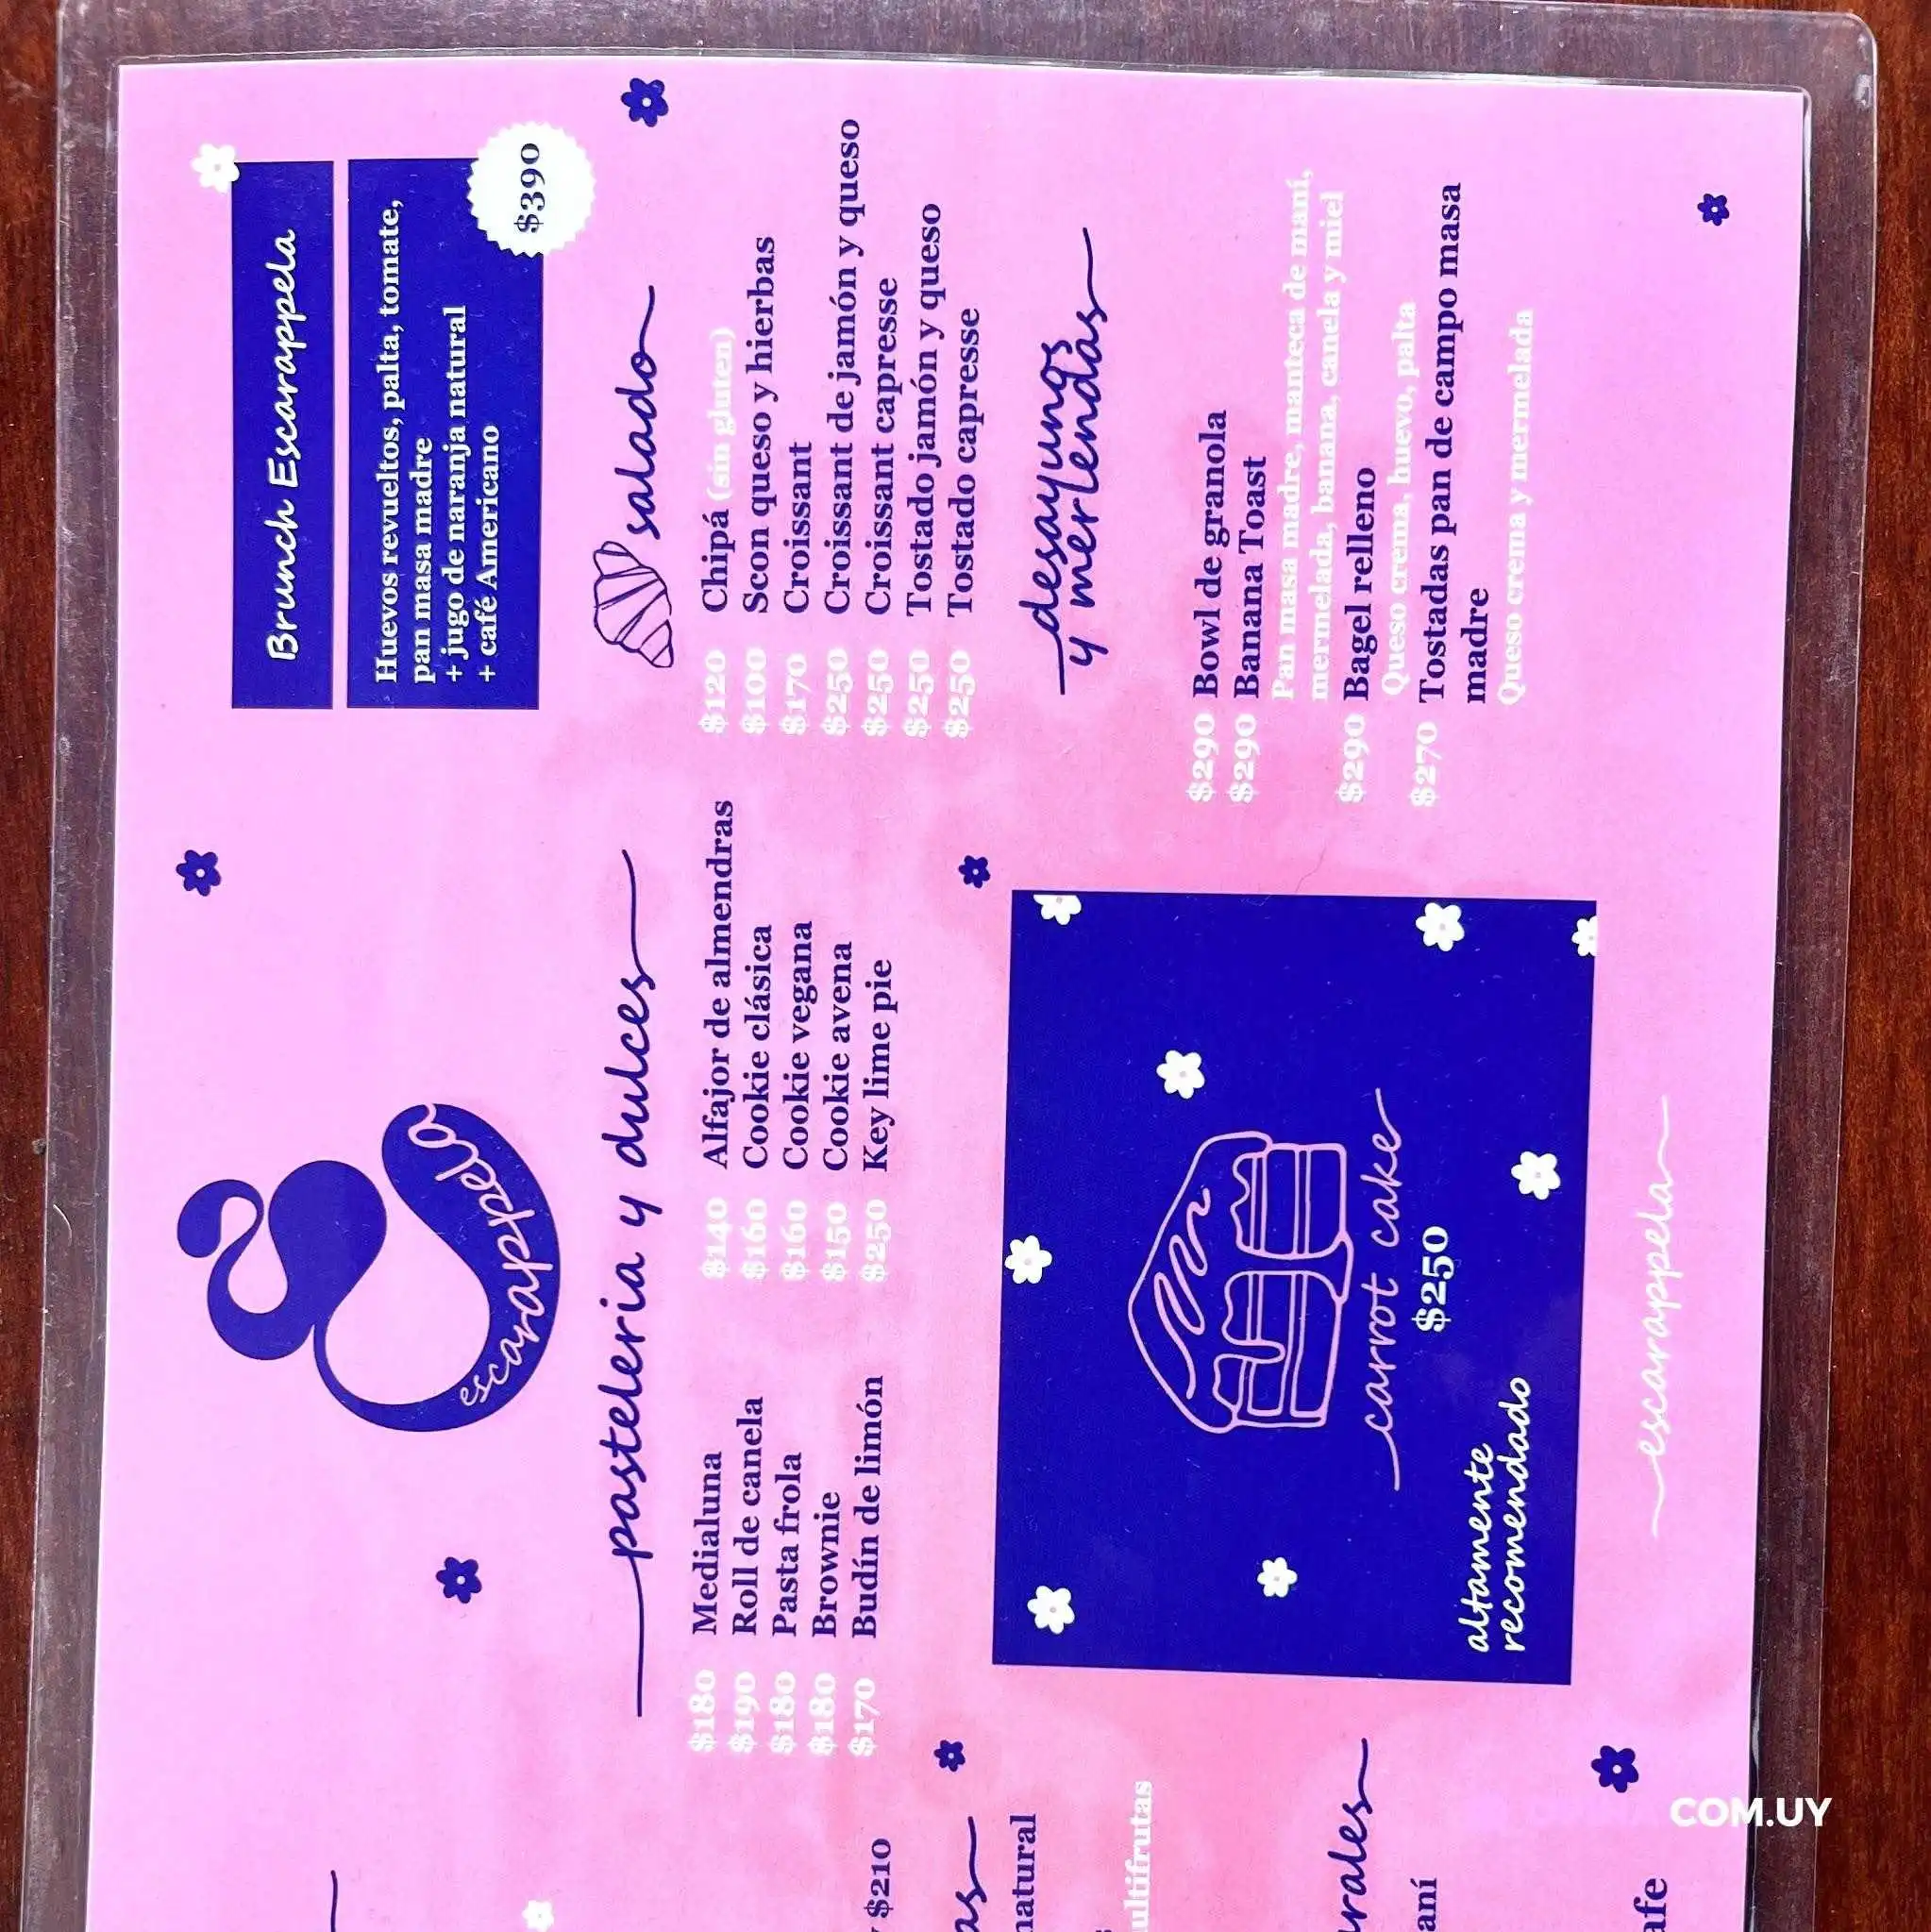 escarappela
pasteleria y dulces
$180 Medialuna
$190 Roll de canela
$180 Pasta frola
$180 Brownie
$170 Budín de limón
$140 Alfajor de almendras
$160 Cookie clásica
$160 Cookie vegana
$150 Cookie avena
$250 Key lime pie
carrot cake
$250
altamente
recomendado
escarappela
Brunch Escarappela
Huevos revueltos, palta, tomate,
pan masa madre
+ jugo de naranja natural
+ café Americano
$390
salado
$120 Chipá (sin gluten)
$100 Scon queso y hierbas
$170 Croissant
$250 Croissant de jamón y queso
$250 Croissant capresse
$250 Tostado jamón y queso
$250 Tostado capresse
desayunos
y meriendas
$290 Bowl de granola
$290 Banana Toast
Pan masa madre, manteca de maní,
mermelada, banana, canela y miel
$290 Bagel relleno
Queso crema, huevo, palta
$270 Tostadas pan de campo masa
madre
Queso crema y mermelada
$210
natural
COM.UY